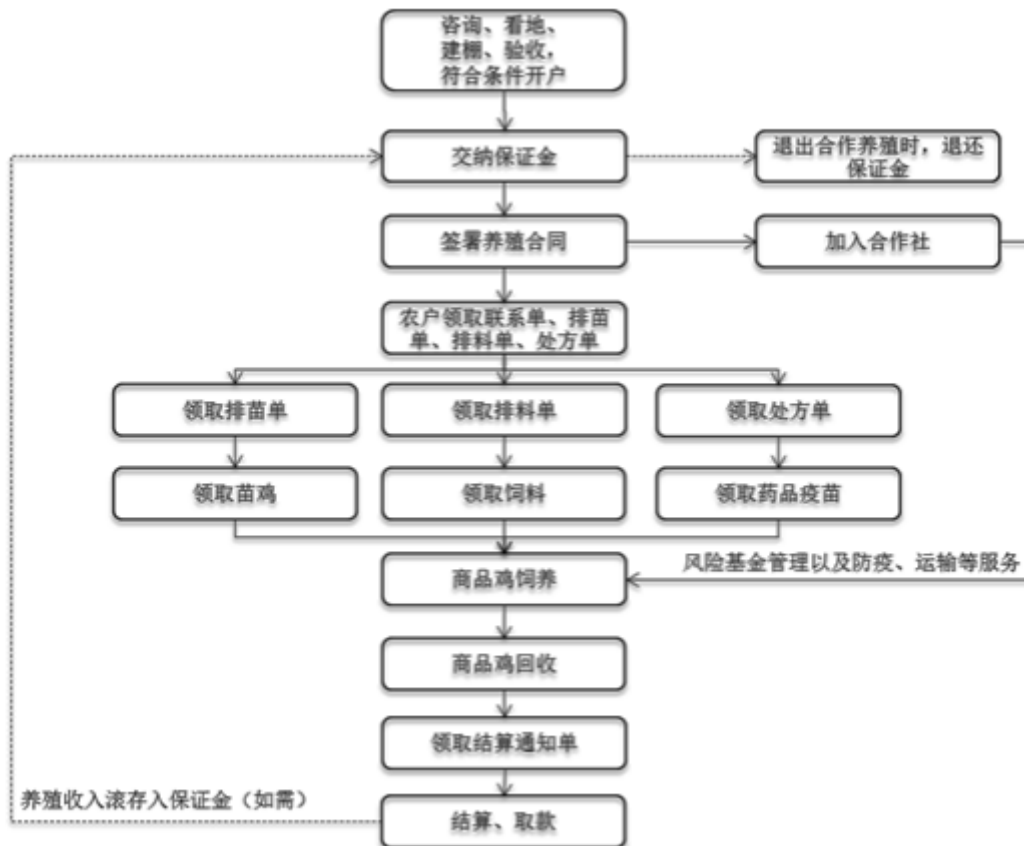 咨询、看地、
建棚、验收，
符合条件开户
交纳保证金
退出合作养殖时，退还
保证金
签署养殖合同
加入合作社
农户领取联系单、排苗
单、排料单、处方单
领取排苗单
领取排料单
领取处方单
领取苗鸡
领取饲料
领取药品疫苗
风险基金管理以及防疫、运输等服务
商品鸡饲养
商品鸡回收
领取结算通知单
养殖收入滚存入保证金（如需）
结算、取款